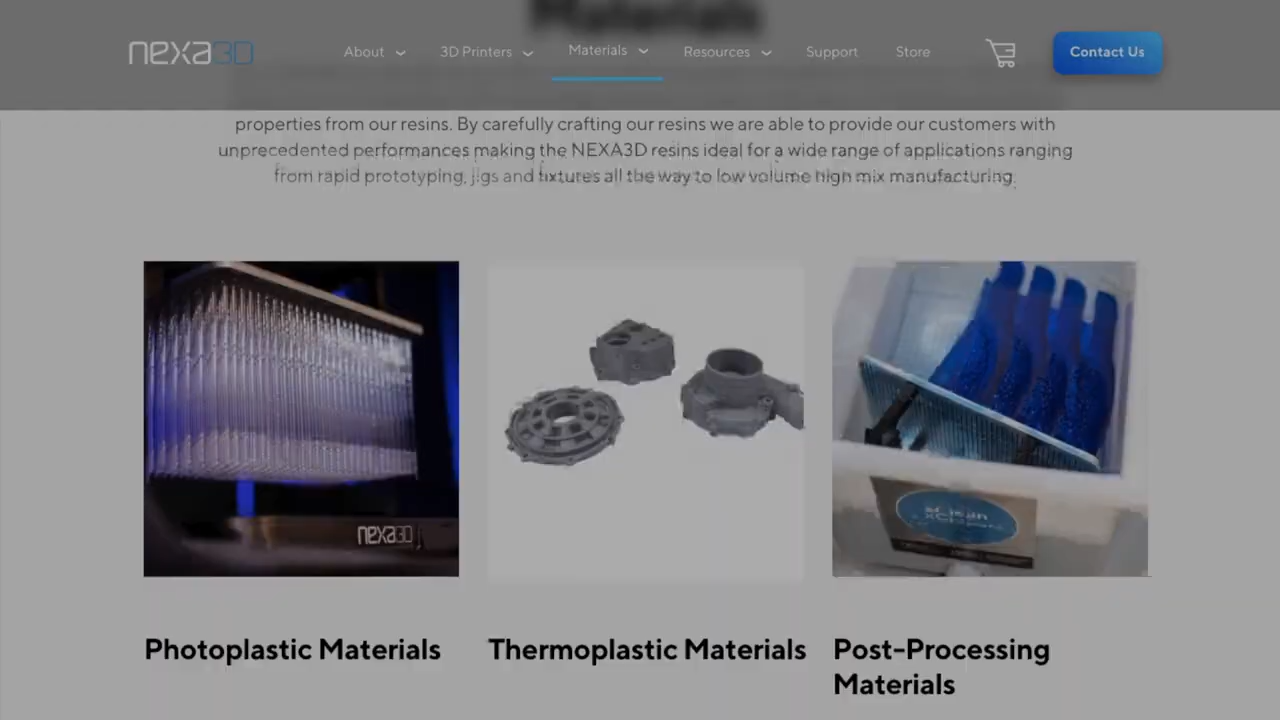 Materials
nexa3D
About
3D Printers
Materials
Resources
Support
Store
Contact Us
properties from our resins. By carefully crafting our resins we are able to provide our customers with
unprecedented performances making the NEXA3D resins ideal for a wide range of applications ranging
from rapid prototyping, jigs and fixtures all the way to low volume high mix manufacturing.
nexa3D
Photoplastic Materials
Thermoplastic Materials
Post-Processing
Materials